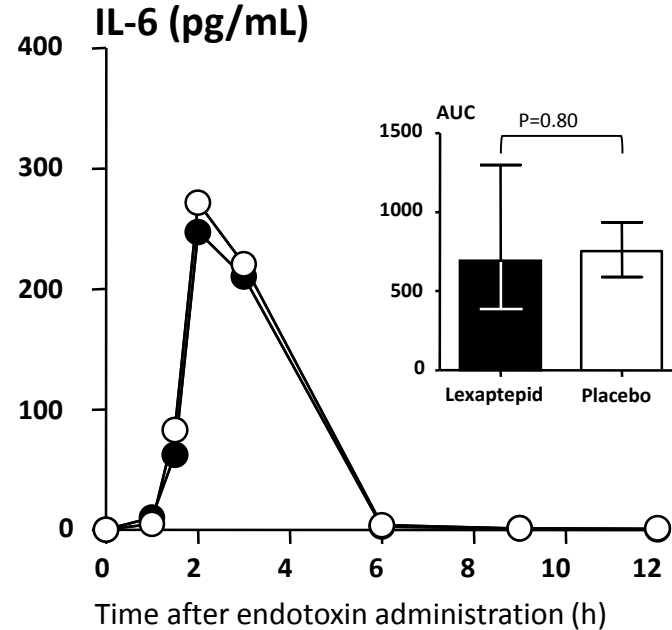 IL-6 (pg/mL)
400
300
200
100
0
0 2 4 6 8 10 12
Time after endotoxin administration (h)
AUC
P=0.80
1500
1000
500
0
Lexaptepid Placebo